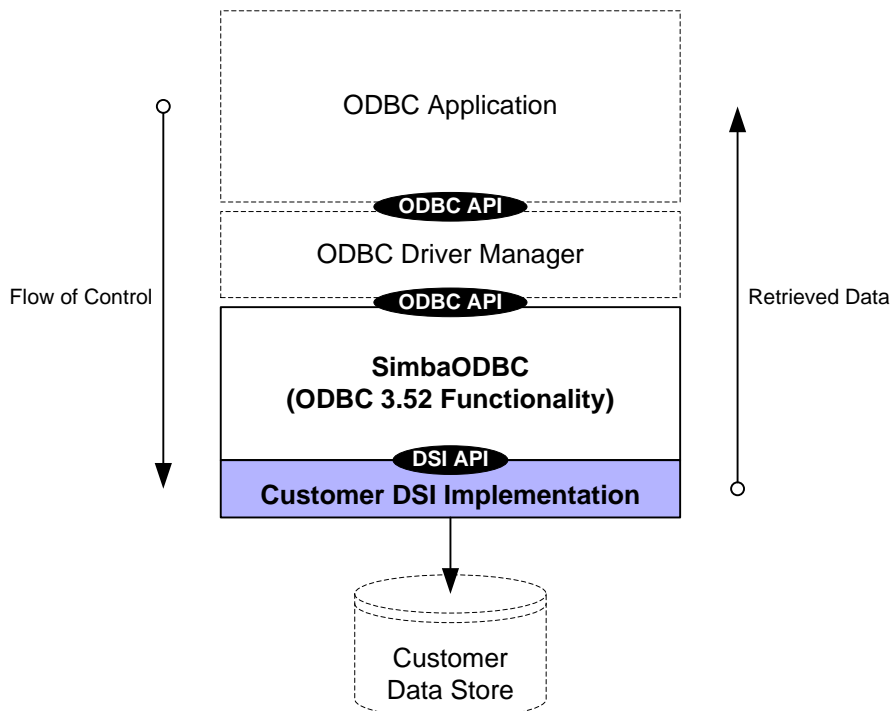 ODBC Application
ODBC API
ODBC Driver Manager
Flow of Control
ODBC API
Retrieved Data
SimbaODBC
(ODBC 3.52 Functionality)
DSI API
Customer DSI Implementation
Customer
Data Store